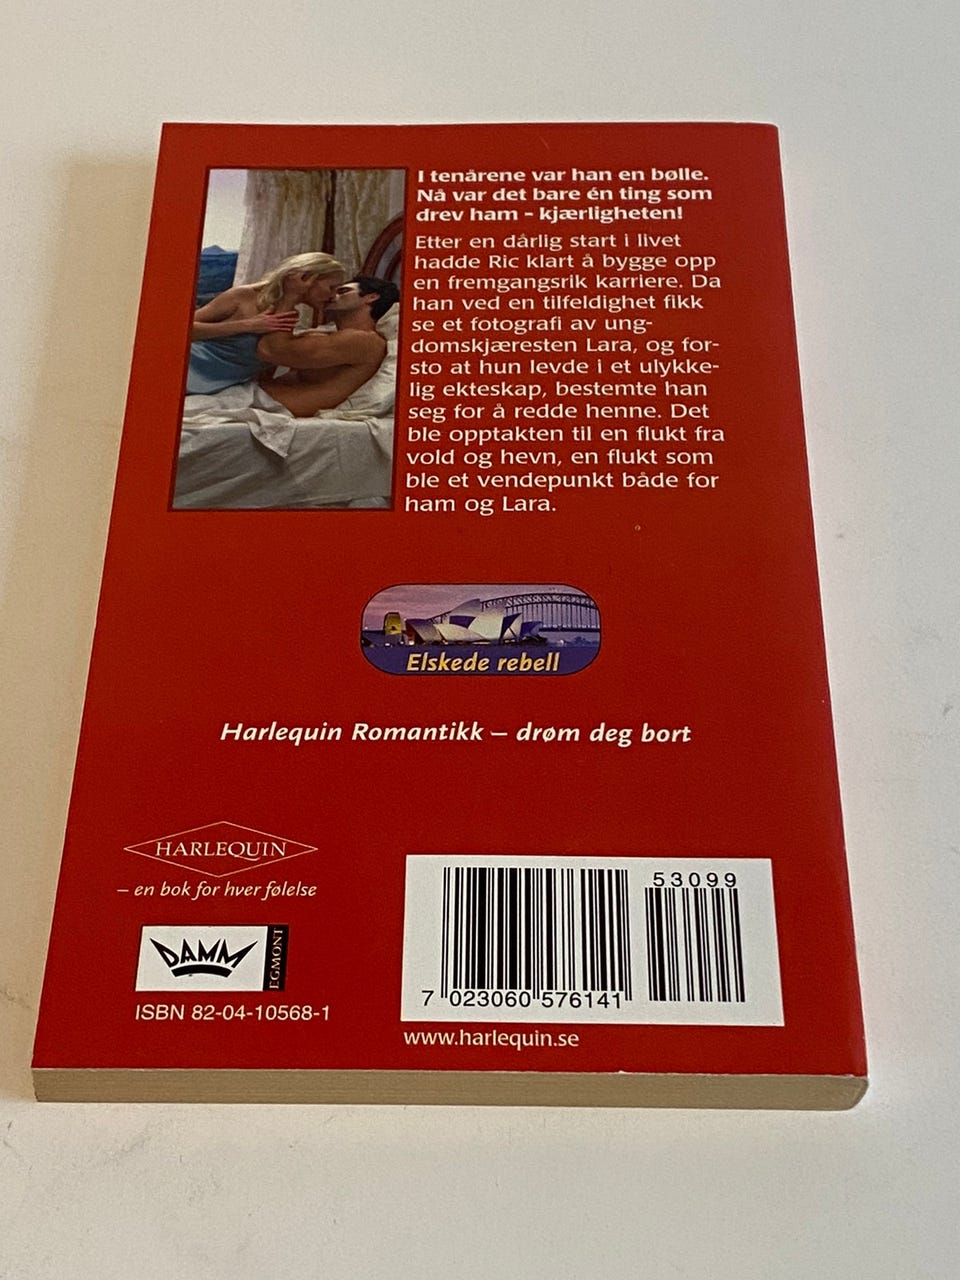 I tenårene var han en bølle.
Nå var det bare én ting som
drev ham - kjærligheten!
Etter en dårlig start i livet
hadde Ric klart å bygge opp
en fremgangsrik karriere. Da
han ved en tilfeldighet fikk
se et fotografi av ung-
domskjæresten Lara, og for-
sto at hun levde i et ulykke-
lig ekteskap, bestemte han
seg for å redde henne. Det
ble opptakten til en flukt fra
vold og hevn, en flukt som
ble et vendepunkt både for
ham og Lara.
Elskede rebell
Harlequin Romantikk – drøm deg bort
HARLEQUIN
– en bok for hver følelse
DAMM
EGMONT
ISBN 82-04-10568-1
53099
7 023060 576141
www.harlequin.se